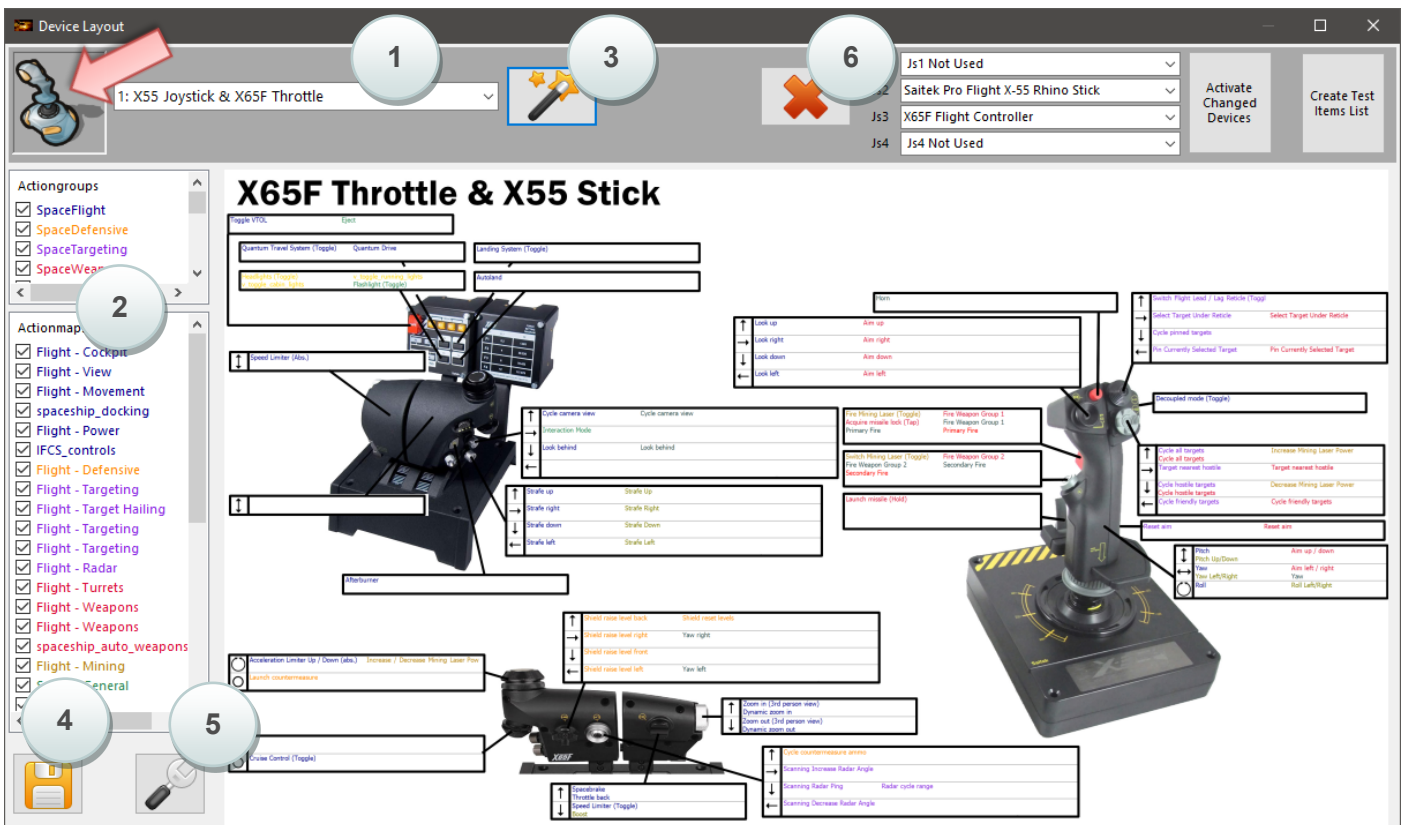 Device Layout
1
3
6
1: X55 Joystick & X65F Throttle
Js1 Not Used
Saitek Pro Flight X-55 Rhino Stick
Js3
X65F Flight Controller
Js4
Js4 Not Used
Activate
Changed
Devices
Create Test
Items List
Actiongroups
SpaceFlight
SpaceDefensive
SpaceTargeting
2
Flight - Cockpit
Flight - View
Flight - Movement
spaceship_docking
Flight - Power
IFCS_controls
Flight - Defensive
Flight - Targeting
Flight - Target Hailing
Flight - Targeting
Flight - Targeting
Flight - Radar
Flight - Turrets
Flight - Weapons
Flight - Weapons
spaceship_auto_weapons
Flight - Mining
4
5
X65F Throttle & X55 Stick
Toggle VTOL Eject
Quantum Travel System (Toggle) Quantum Drive
Landing System (Toggle)
Headlights (Toggle)
Flashlight (Toggle)
Autoland
Speed Limiter (Abs.)
Cycle camera view Cycle camera view
Interaction Mode
Look behind Look behind
Strafe up Strafe Up
Strafe right Strafe Right
Strafe down Strafe Down
Strafe left Strafe Left
Afterburner
Horn
Look up Aim up
Look right Aim right
Look down Aim down
Look left Aim left
Switch Flight Lead / Lag Reticle (Toggl
Select Target Under Reticle Select Target Under Reticle
Cycle pinned targets
Pin Currently Selected Target Pin Currently Selected Target
Decoupled mode (Toggle)
Fire Mining Laser (Toggle) Fire Weapon Group 1
Acquire missile lock (Tap) Fire Weapon Group 1
Primary Fire Primary Fire
Switch Mining Laser (Toggle) Fire Weapon Group 2
Fire Weapon Group 2 Secondary Fire
Secondary Fire
Launch missile (Hold)
Cycle all targets Increase Mining Laser Power
Cycle all targets
Target nearest hostile Target nearest hostile
Cycle hostile targets Decrease Mining Laser Power
Cycle hostile targets
Cycle friendly targets Cycle friendly targets
Reset aim Reset aim
Pitch Aim up / down
Pitch Up/Down
Yaw Aim left / right
Yaw Left/Right Yaw
Roll Roll Left/Right
Shield raise level back Shield reset levels
Shield raise level right Yaw right
Shield raise level front
Shield raise level left Yaw left
Acceleration Limiter Up / Down (abs.) Increase / Decrease Mining Laser Pow
Launch countermeasure
Cruise Control (Toggle)
Zoom in (3rd person view)
Dynamic zoom in
Zoom out (3rd person view)
Dynamic zoom out
Cycle countermeasure ammo
Scanning Increase Radar Angle
Scanning Radar Ping Radar cycle range
Scanning Decrease Radar Angle
Spacebrake
Throttle back
Speed Limiter (Toggle)
Boost
X65F